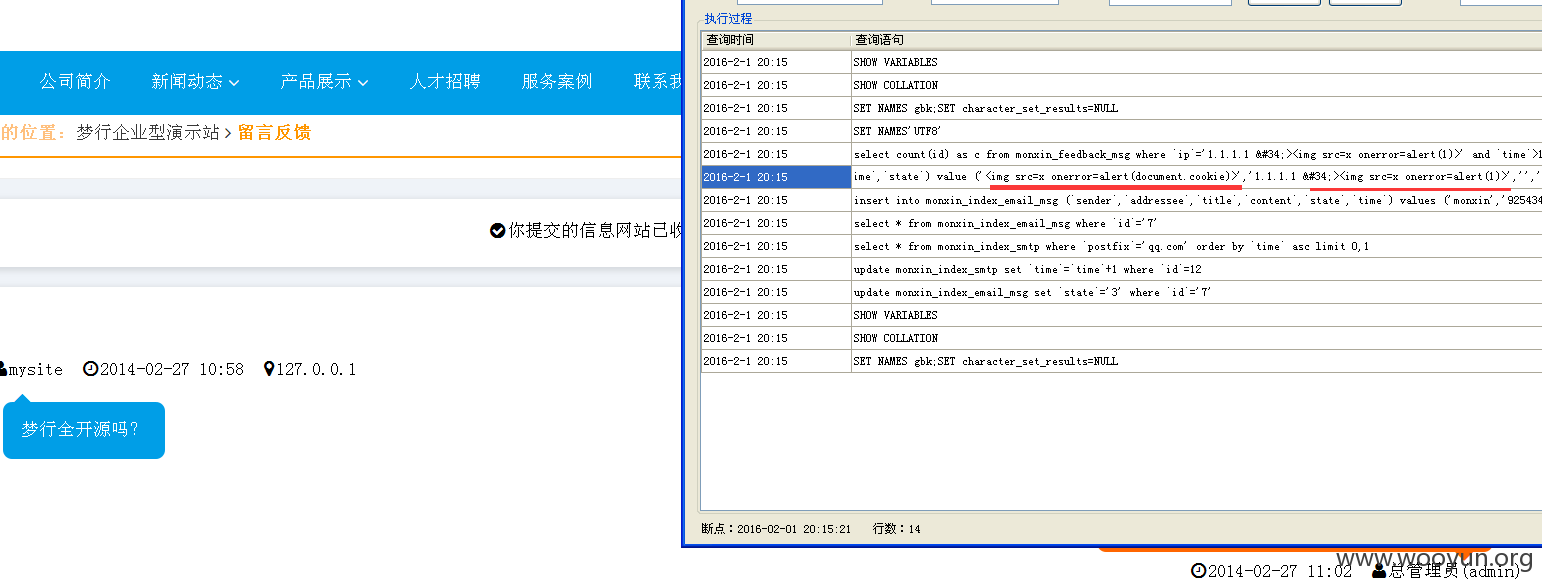 公司简介 新闻动态 产品展示 人才招聘 服务案例 联系我
的位置：梦行企业型演示站 > 留言反馈
你提交的信息网站已收
mysite 2014-02-27 10:58 127.0.0.1
梦行全开源吗?
执行过程
查询时间 查询语句
2016-2-1 20:15 SHOW VARIABLES
2016-2-1 20:15 SHOW COLLATION
2016-2-1 20:15 SET NAMES gbk;SET character_set_results=NULL
2016-2-1 20:15 SET NAMES'UTF8'
2016-2-1 20:15 select count(id) as c from monxin_feedback_msg where `ip`='1.1.1.1 &#34;><img src=x onerror=alert(1)>' and `time`>1
2016-2-1 20:15 ime`,`state`) value ('<img src=x onerror=alert(document.cookie)>','1.1.1.1 &#34;><img src=x onerror=alert(1)>','','
2016-2-1 20:15 insert into monxin_index_email_msg (`sender`,`addressee`,`title`,`content`,`state`,`time`) values ('monxin','925434
2016-2-1 20:15 select * from monxin_index_email_msg where `id`='7'
2016-2-1 20:15 select * from monxin_index_smtp where `postfix`='qq.com' order by `time` asc limit 0,1
2016-2-1 20:15 update monxin_index_smtp set `time`=`time`+1 where `id`=12
2016-2-1 20:15 update monxin_index_email_msg set `state`='3' where `id`='7'
2016-2-1 20:15 SHOW VARIABLES
2016-2-1 20:15 SHOW COLLATION
2016-2-1 20:15 SET NAMES gbk;SET character_set_results=NULL
断点：2016-02-01 20:15:21 行数：14
www.wooyun.org
2014-02-27 11:02 总管理员(admin)